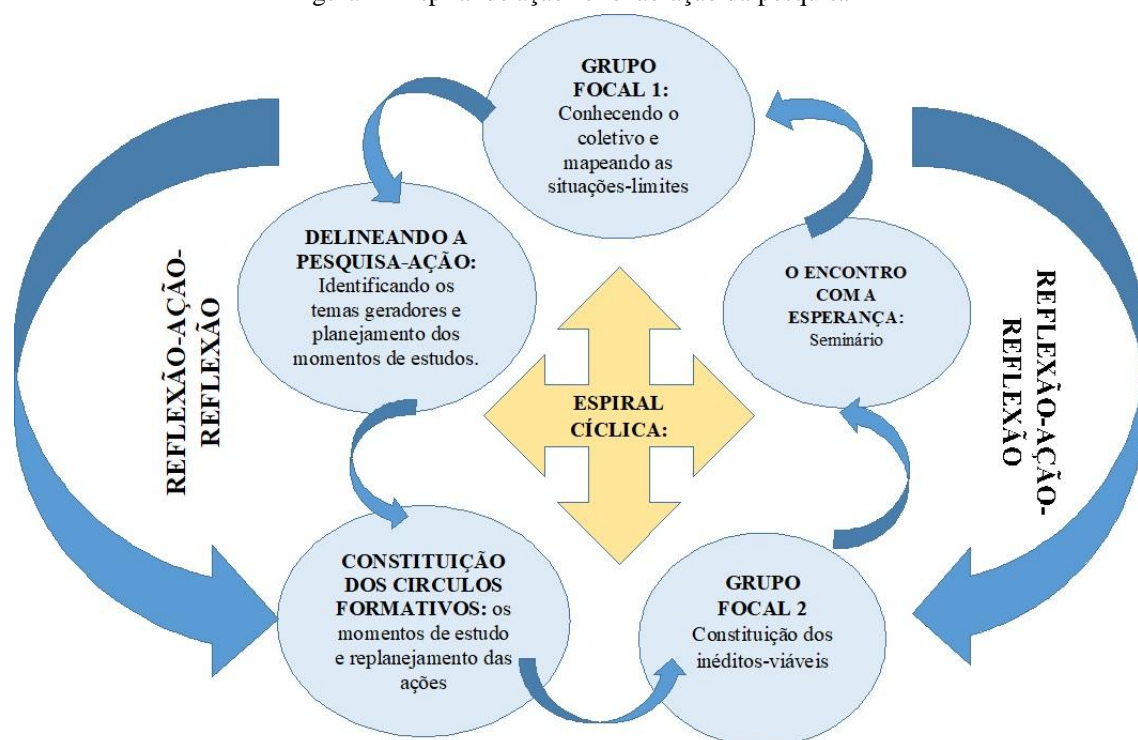 GRUPO
FOCAL 1:
Conhecendo o
coletivo e
mapeando as
situações-limites
DELINEANDO A
PESQUISA-AÇÃO:
Identificando os
temas geradores e
planejamento dos
momentos de estudos.
O ENCONTRO
COM A
ESPERANÇA:
Seminário
REFLEXÃO-AÇÃO-
REFLEXÃO
REFLEXÃO-AÇÃO-
REFLEXÃO
ESPIRAL
CÍCLICA:
CONSTITUIÇÃO
DOS CIRCULOS
FORMATIVOS: os
momentos de estudo
e replanejamento das
ações
GRUPO
FOCAL 2
Constituição dos
inéditos-viáveis